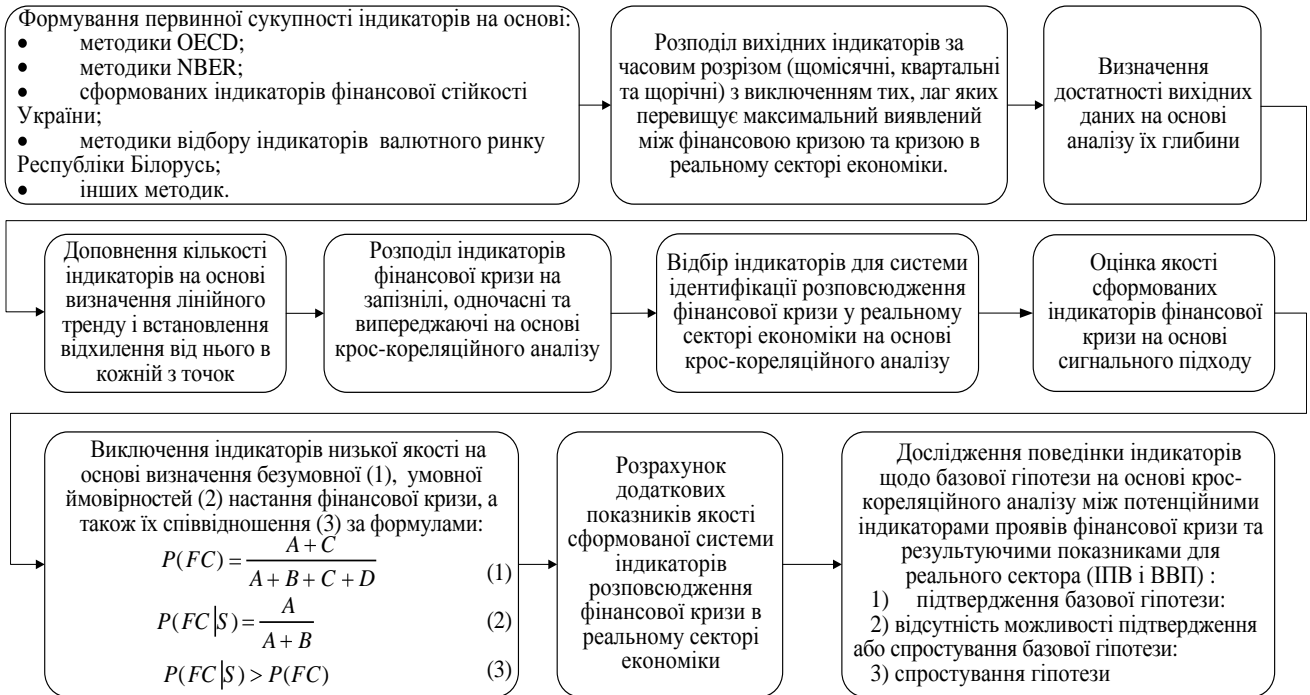 Формування первинної сукупності індикаторів на основі:
• методики OECD;
• методики NBER;
• сформованих індикаторів фінансової стійкості
України;
• методики відбору індикаторів валютного ринку
Республіки Білорусь;
• інших методик.
Розподіл вихідних індикаторів за
часовим розрізом (щомісячні, квартальні
та щорічні) з виключенням тих, лаг яких
перевищує максимальний виявлений
між фінансовою кризою та кризою в
реальному секторі економіки.
Визначення
достатності вихідних
даних на основі
аналізу їх глибини
Доповнення кількості
індикаторів на основі
визначення лінійного
тренду і встановлення
відхилення від нього в
кожній з точок
Розподіл індикаторів
фінансової кризи на
запізнілі, одночасні та
випереджаючі на основі
крос-кореляційного аналізу
Відбір індикаторів для системи
ідентифікації розповсюдження
фінансової кризи у реальному
секторі економіки на основі
крос-кореляційного аналізу
Оцінка якості
сформованих
індикаторів фінансової
кризи на основі
сигнального підходу
Виключення індикаторів низької якості на
основі визначення безумовної (1), умовної
ймовірностей (2) настання фінансової кризи, а
також їх співвідношення (3) за формулами:
P(FC) = (A + C) / (A + B + C + D) (1)
P(FC|S) = A / (A + B) (2)
P(FC|S) > P(FC) (3)
Розрахунок
додаткових
показників якості
сформованої системи
індикаторів
розповсюдження
фінансової кризи в
реальному секторі
економіки
Дослідження поведінки індикаторів
щодо базової гіпотези на основі крос-
кореляційного аналізу між потенційними
індикаторами проявів фінансової кризи та
результуючими показниками для
реального сектора (ІПВ і ВВП) :
1) підтвердження базової гіпотези:
2) відсутність можливості підтвердження
або спростування базової гіпотези:
3) спростування гіпотези